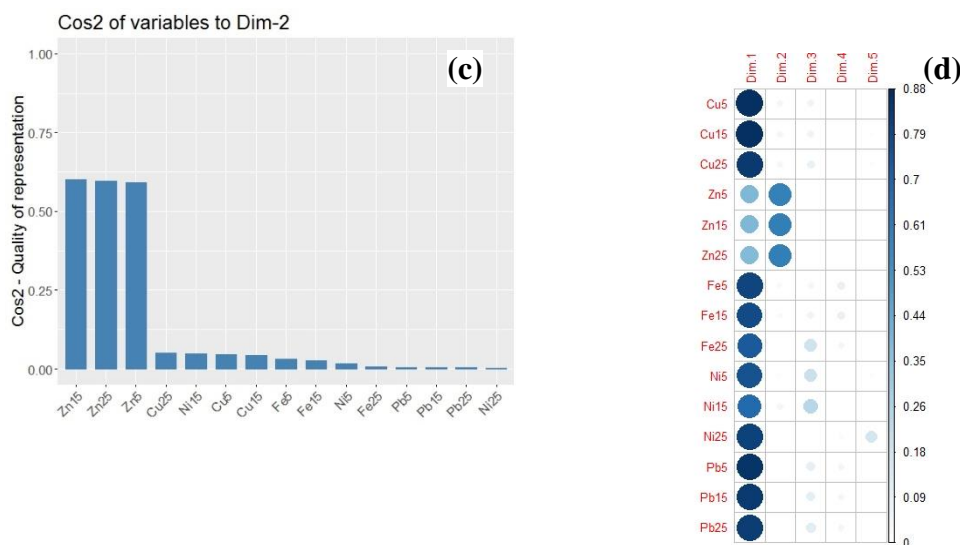 Cos2 of variables to Dim-2
(c)
Cos2 - Quality of representation
1.00
0.75
0.50
0.25
0.00
Zn15 Zn25 Zn5 Cu25 Ni15 Cu5 Cu15 Fe5 Fe15 Ni5 Fe25 Pb5 Pb15 Pb25 Ni25
(d)
Dim.1 Dim.2 Dim.3 Dim.4 Dim.5
Cu5
Cu15
Cu25
Zn5
Zn15
Zn25
Fe5
Fe15
Fe25
Ni5
Ni15
Ni25
Pb5
Pb15
Pb25
0.88
0.79
0.7
0.61
0.53
0.44
0.35
0.26
0.18
0.09
0